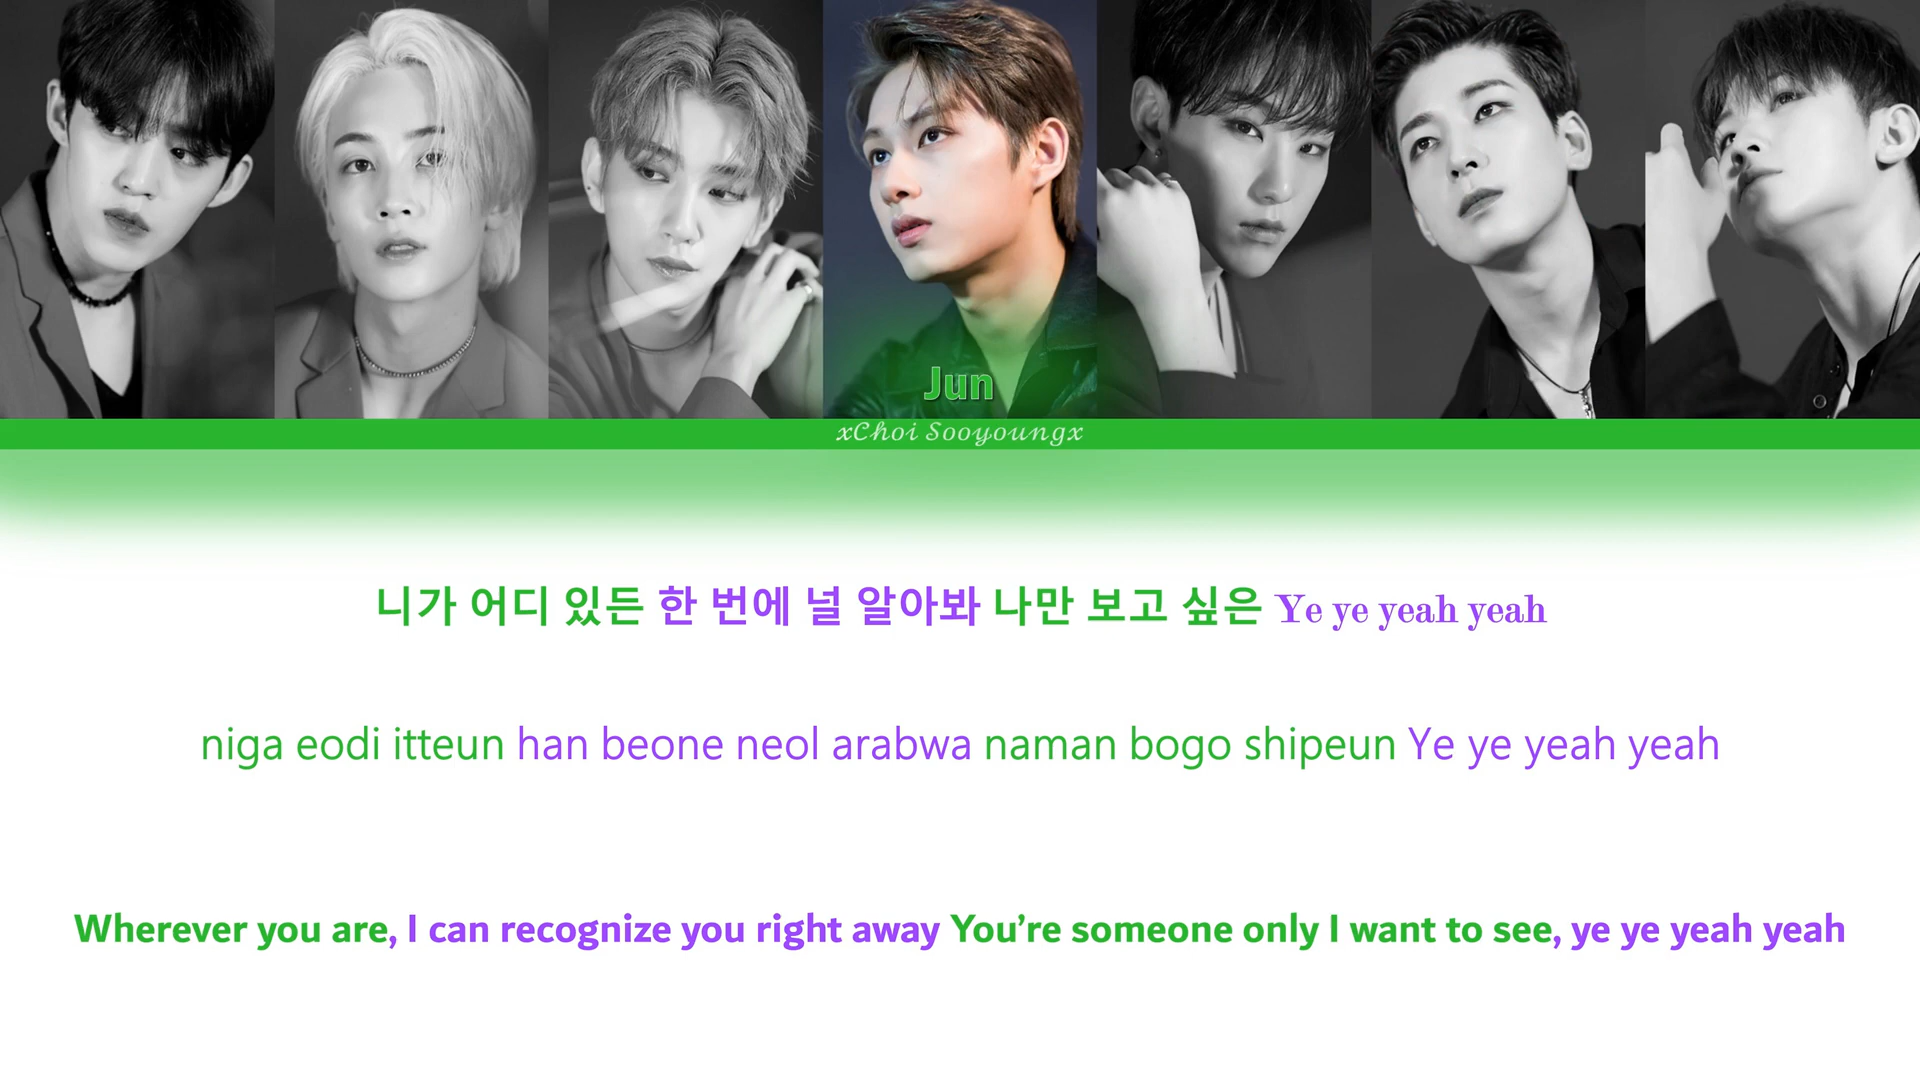 Jun
xChoi Sooyoungx
니가 어디 있든 한 번에 널 알아봐 나만 보고 싶은 Ye ye yeah yeah
niga eodi itteun han beone neol arabwa naman bogo shipeun Ye ye yeah yeah
Wherever you are, I can recognize you right away You’re someone only I want to see, ye ye yeah yeah